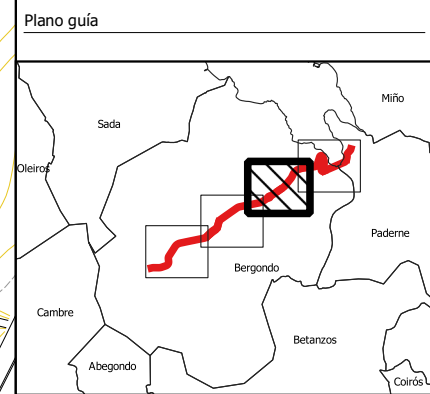 Plano guía
Miño
Sada
Oleiros
Paderne
Bergondo
Cambre
Betanzos
Abegondo
Coirós